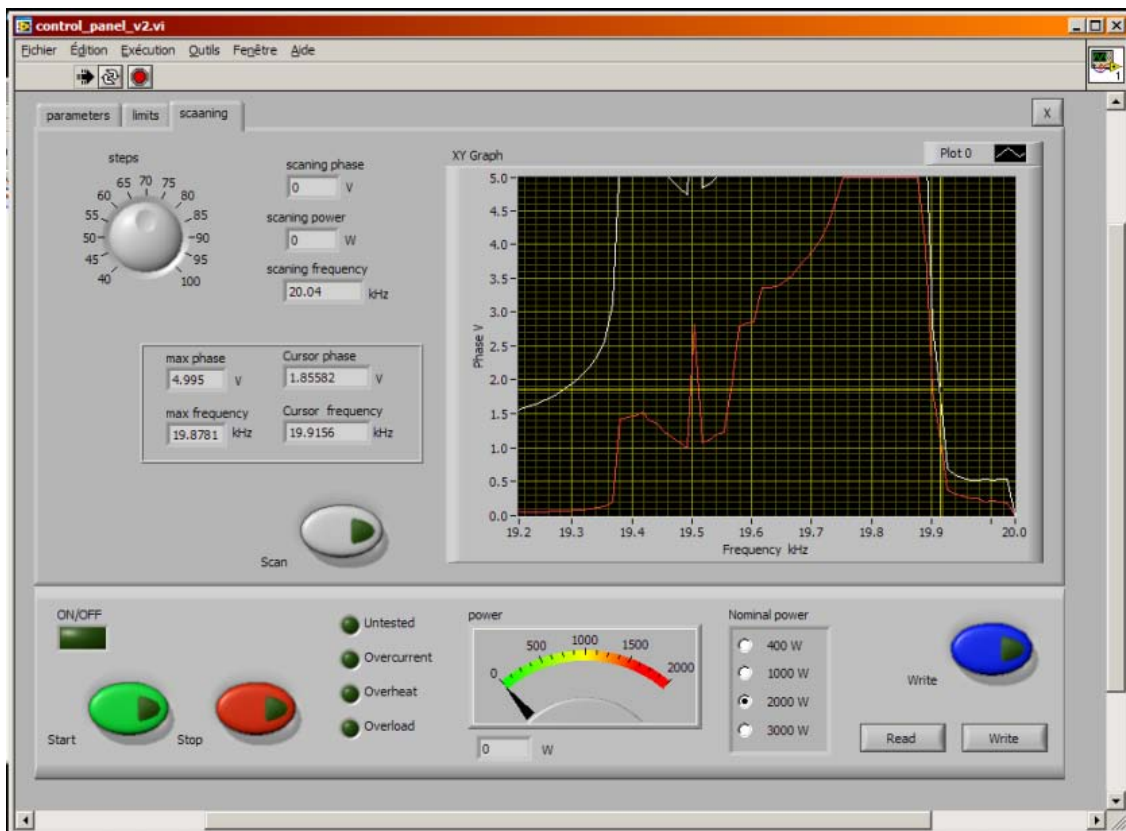 control_panel_v2.vi
Fichier Édition Exécution Outils Fenêtre Aide
1
parameters limits scaaning X
steps
40 45 50 55 60 65 70 75 80 85 90 95 100
scaning phase
0 V
scaning power
0 W
scaning frequency
20.04 kHz
max phase Cursor phase
4.995 V 1.85582 V
max frequency Cursor frequency
19.8781 kHz 19.9156 kHz
Scan
XY Graph Plot 0
5.0
4.5
4.0
3.5
3.0
2.5
2.0
1.5
1.0
0.5
0.0
Phase V
19.2 19.3 19.4 19.5 19.6 19.7 19.8 19.9 20.0
Frequency kHz
ON/OFF
Start Stop
Untested
Overcurrent
Overheat
Overload
power
0 500 1000 1500 2000
0 W
Nominal power
400 W
1000 W
2000 W
3000 W
Write
Read Write